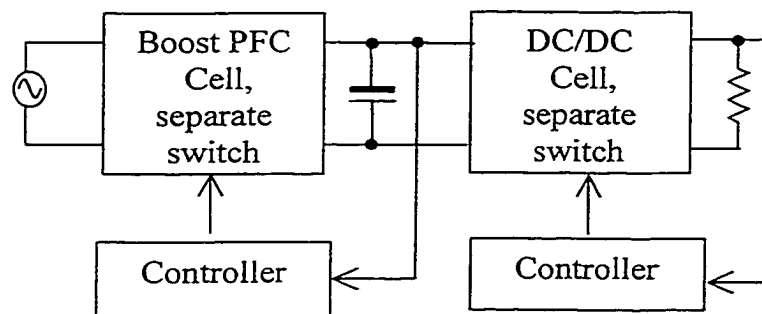 Boost PFC
Cell,
separate
switch
DC/DC
Cell,
separate
switch
Controller
Controller